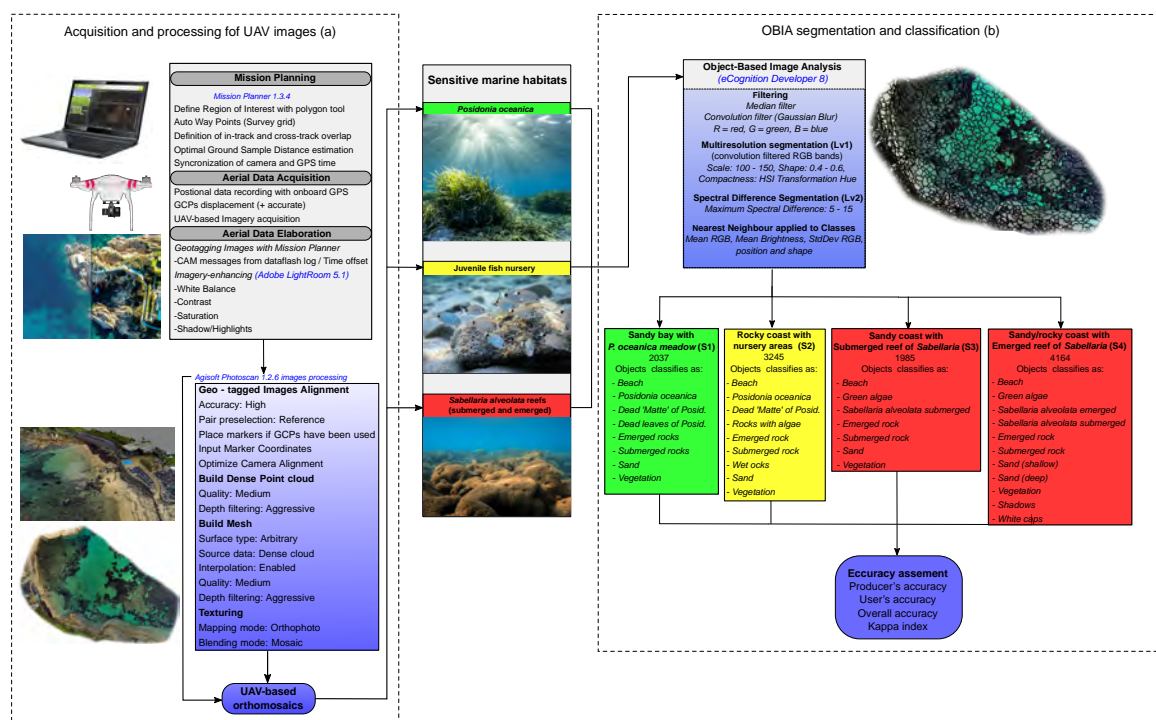 Acquisition and processing fof UAV images (a)
Mission Planning
Mission Planner 1.3.4
Define Region of Interest with polygon tool
Auto Way Points (Survey grid)
Definition of in-track and cross-track overlap
Optimal Ground Sample Distance estimation
Syncronization of camera and GPS time
Aerial Data Acquisition
Postional data recording with onboard GPS
GCPs displacement (+ accurate)
UAV-based Imagery acquisition
Aerial Data Elaboration
Geotagging Images with Mission Planner
-CAM messages from dataflash log / Time offset
Imagery-enhancing (Adobe LightRoom 5.1)
-White Balance
-Contrast
-Saturation
-Shadow/Highlights
Agisoft Photoscan 1.2.6 images processing
Geo - tagged Images Alignment
Accuracy: High
Pair preselection: Reference
Place markers if GCPs have been used
Input Marker Coordinates
Optimize Camera Alignment
Build Dense Point cloud
Quality: Medium
Depth filtering: Aggressive
Build Mesh
Surface type: Arbitrary
Source data: Dense cloud
Interpolation: Enabled
Quality: Medium
Depth filtering: Aggressive
Texturing
Mapping mode: Orthophoto
Blending mode: Mosaic
UAV-based
orthomosaics
Sensitive marine habitats
Posidonia oceanica
Juvenile fish nursery
Sabellaria alveolata reefs
(submerged and emerged)
OBIA segmentation and classification (b)
Object-Based Image Analysis
(eCognition Developer 8)
Filtering
Median filter
Convolution filter (Gaussian Blur)
R = red, G = green, B = blue
Multiresolution segmentation (Lv1)
(convolution filtered RGB bands)
Scale: 100 - 150, Shape: 0.4 - 0.6,
Compactness: HSI Transformation Hue
Spectral Difference Segmentation (Lv2)
Maximum Spectral Difference: 5 - 15
Nearest Neighbour applied to Classes
Mean RGB, Mean Brightness, StdDev RGB,
position and shape
Sandy bay with
P. oceanica meadow (S1)
2037
Objects classifies as:
- Beach
- Posidonia oceanica
- Dead 'Matte' of Posid.
- Dead leaves of Posid.
- Emerged rocks
- Submerged rocks
- Sand
- Vegetation
Rocky coast with
nursery areas (S2)
3245
Objects classifies as:
- Beach
- Posidonia oceanica
- Dead 'Matte' of Posid.
- Rocks with algae
- Emerged rock
- Submerged rock
- Wet ocks
- Sand
- Vegetation
Sandy coast with
Submerged reef of Sabellaria (S3)
1985
Objects classifies as:
- Beach
- Green algae
- Sabellaria alveolata submerged
- Emerged rock
- Submerged rock
- Sand
- Vegetation
Sandy/rocky coast with
Emerged reef of Sabellaria (S4)
4164
Objects classifies as:
- Beach
- Green algae
- Sabellaria alveolata emerged
- Sabellaria alveolata submerged
- Emerged rock
- Submerged rock
- Sand (shallow)
- Sand (deep)
- Vegetation
- Shadows
- White caps
Eccuracy assement
Producer's accuracy
User's accuracy
Overall accuracy
Kappa index